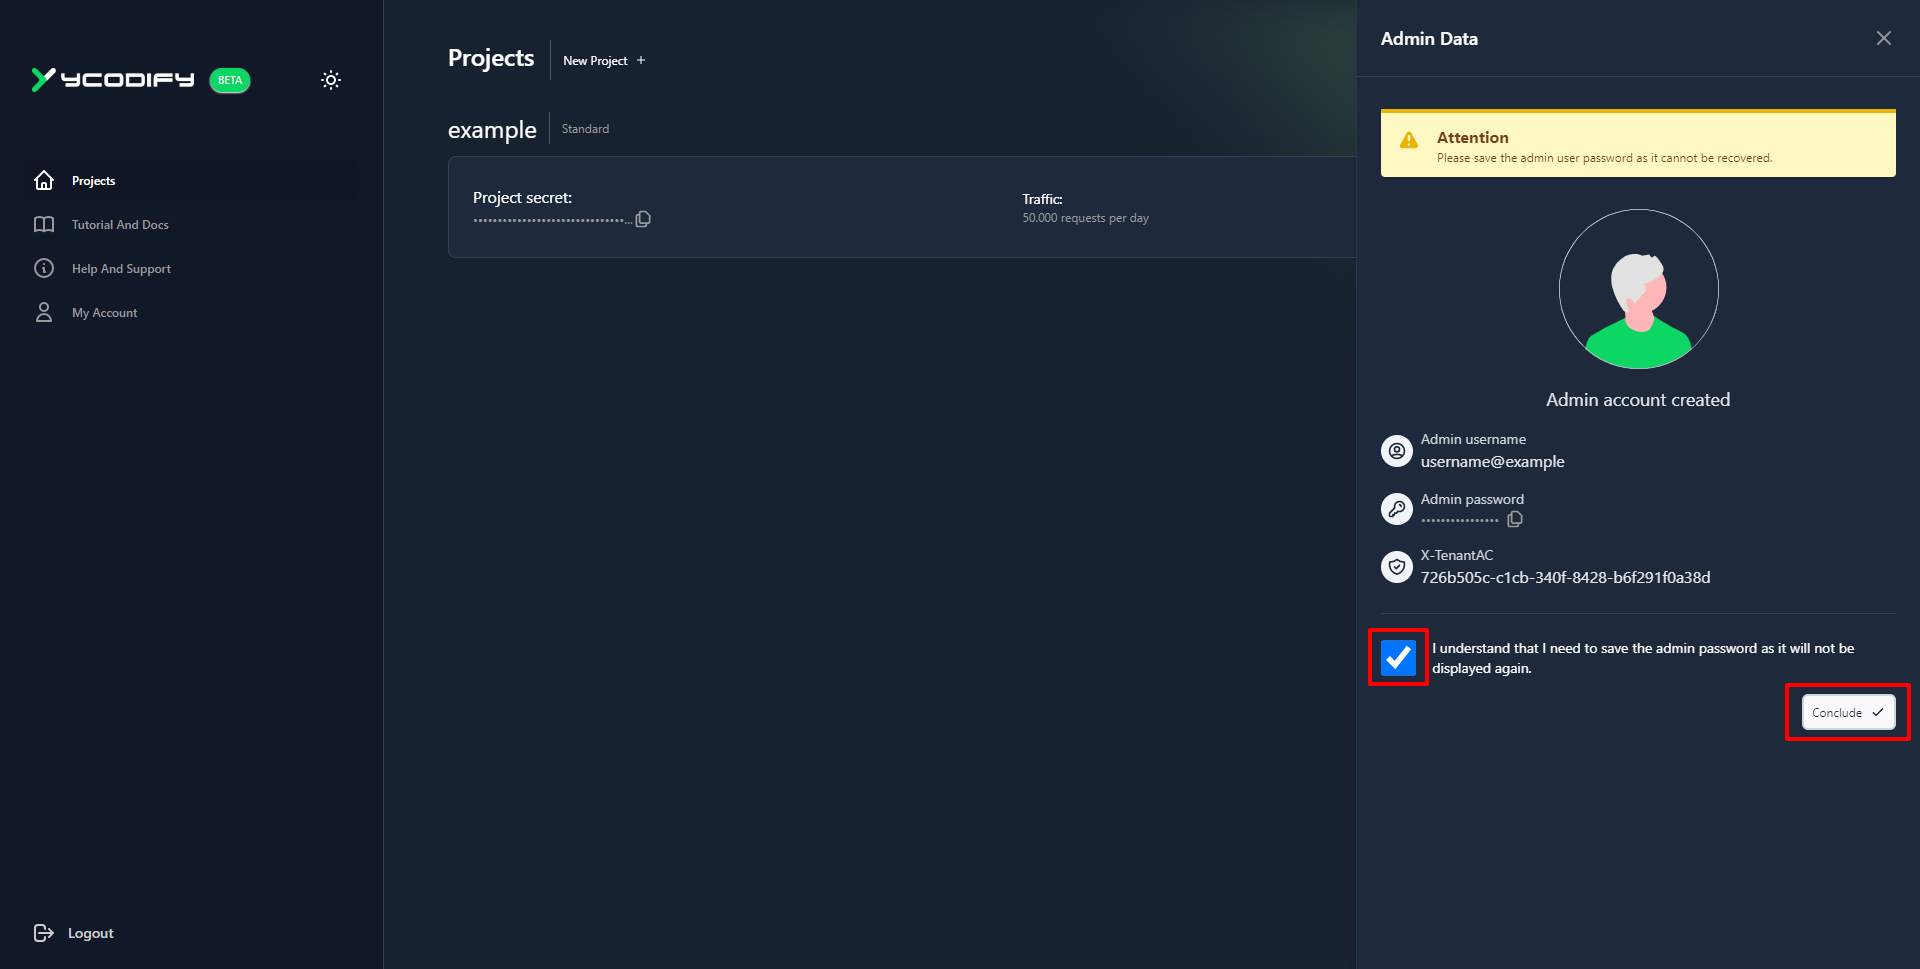 YCODIFY
BETA
Projects
Tutorial And Docs
Help And Support
My Account
Logout
Projects
New Project +
example
Standard
Project secret:
...................................
Traffic:
50.000 requests per day
Admin Data
Attention
Please save the admin user password as it cannot be recovered.
Admin account created
Admin username
username@example
Admin password
................
X-TenantAC
726b505c-c1cb-340f-8428-b6f291f0a38d
I understand that I need to save the admin password as it will not be
displayed again.
Conclude